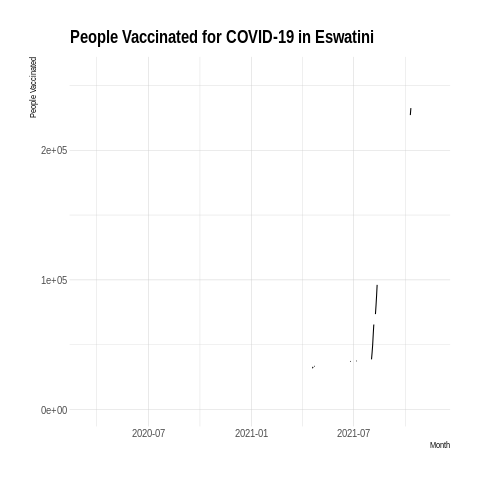 People Vaccinated for COVID-19 in Eswatini
People Vaccinated
2e+05
1e+05
0e+00
2020-07
2021-01
2021-07
Month